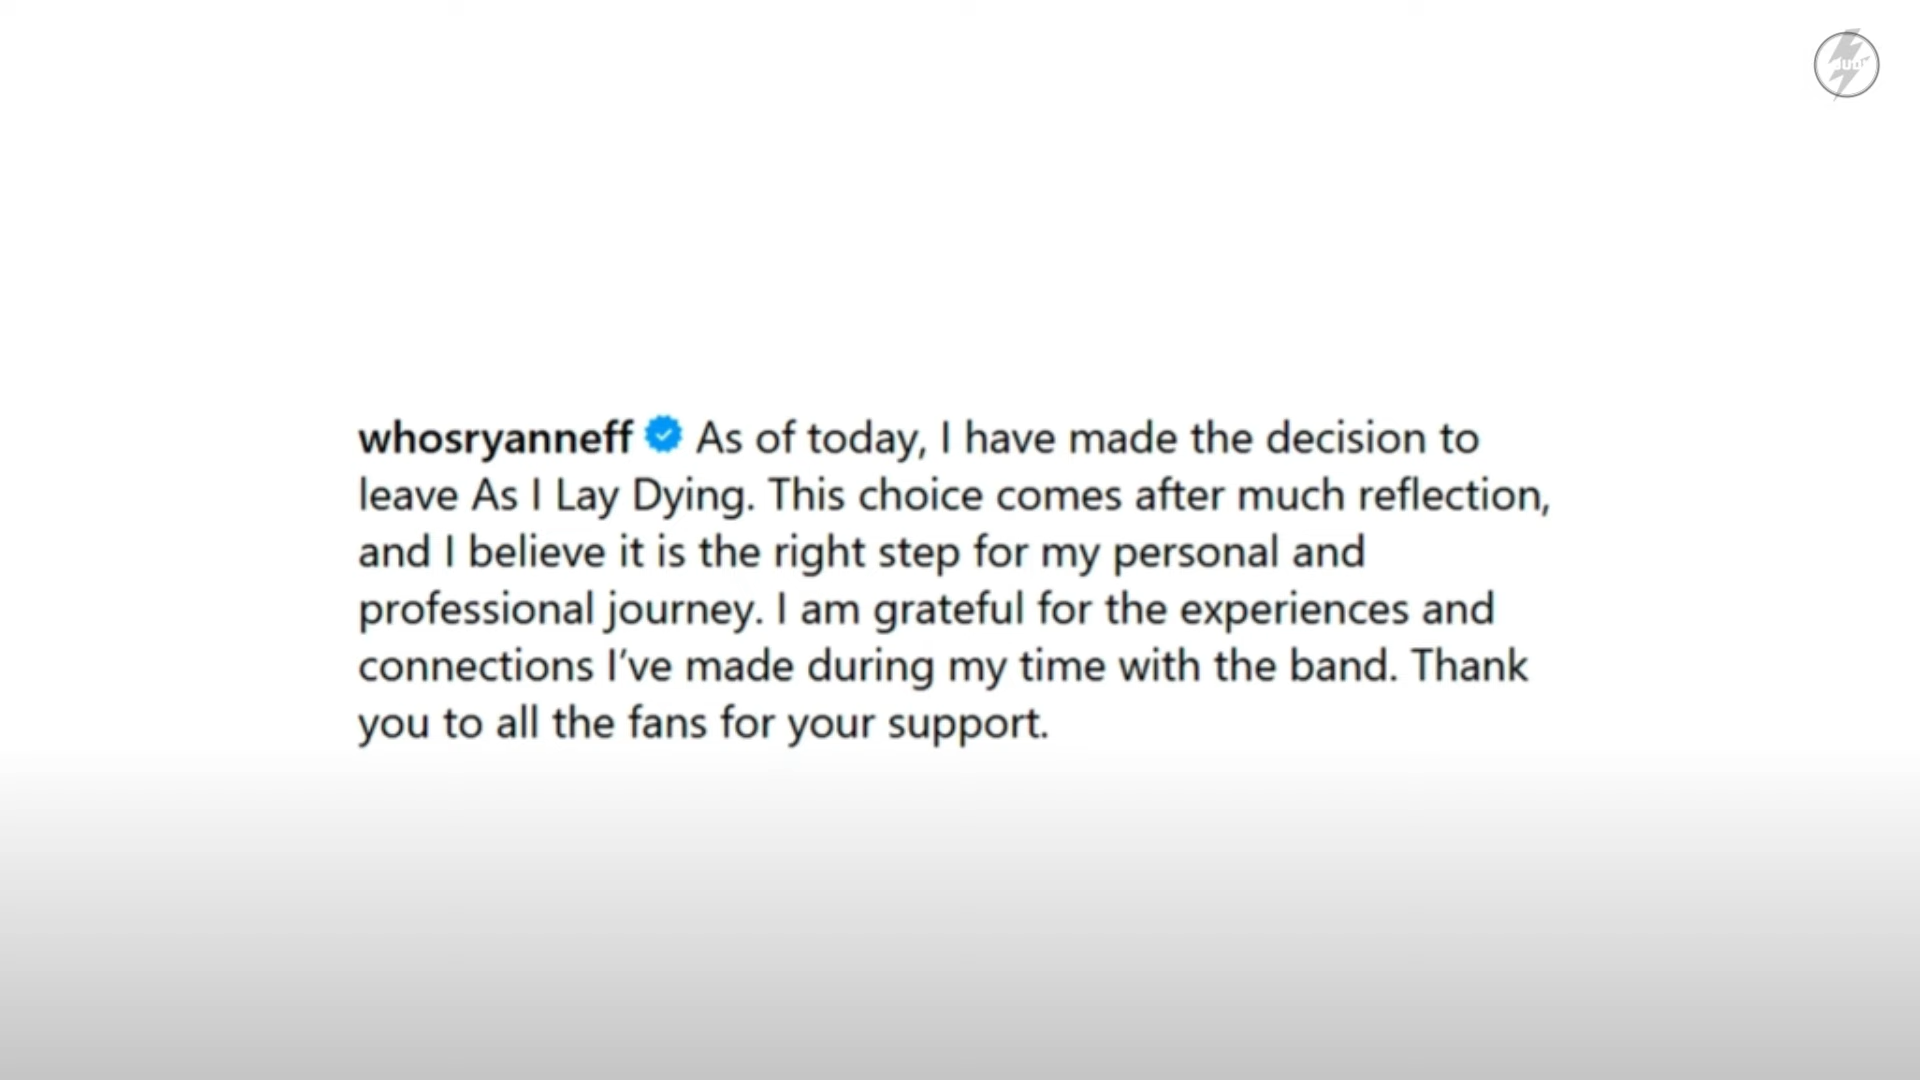 whosryanneff As of today, I have made the decision to
leave As I Lay Dying. This choice comes after much reflection,
and I believe it is the right step for my personal and
professional journey. I am grateful for the experiences and
connections I’ve made during my time with the band. Thank
you to all the fans for your support.